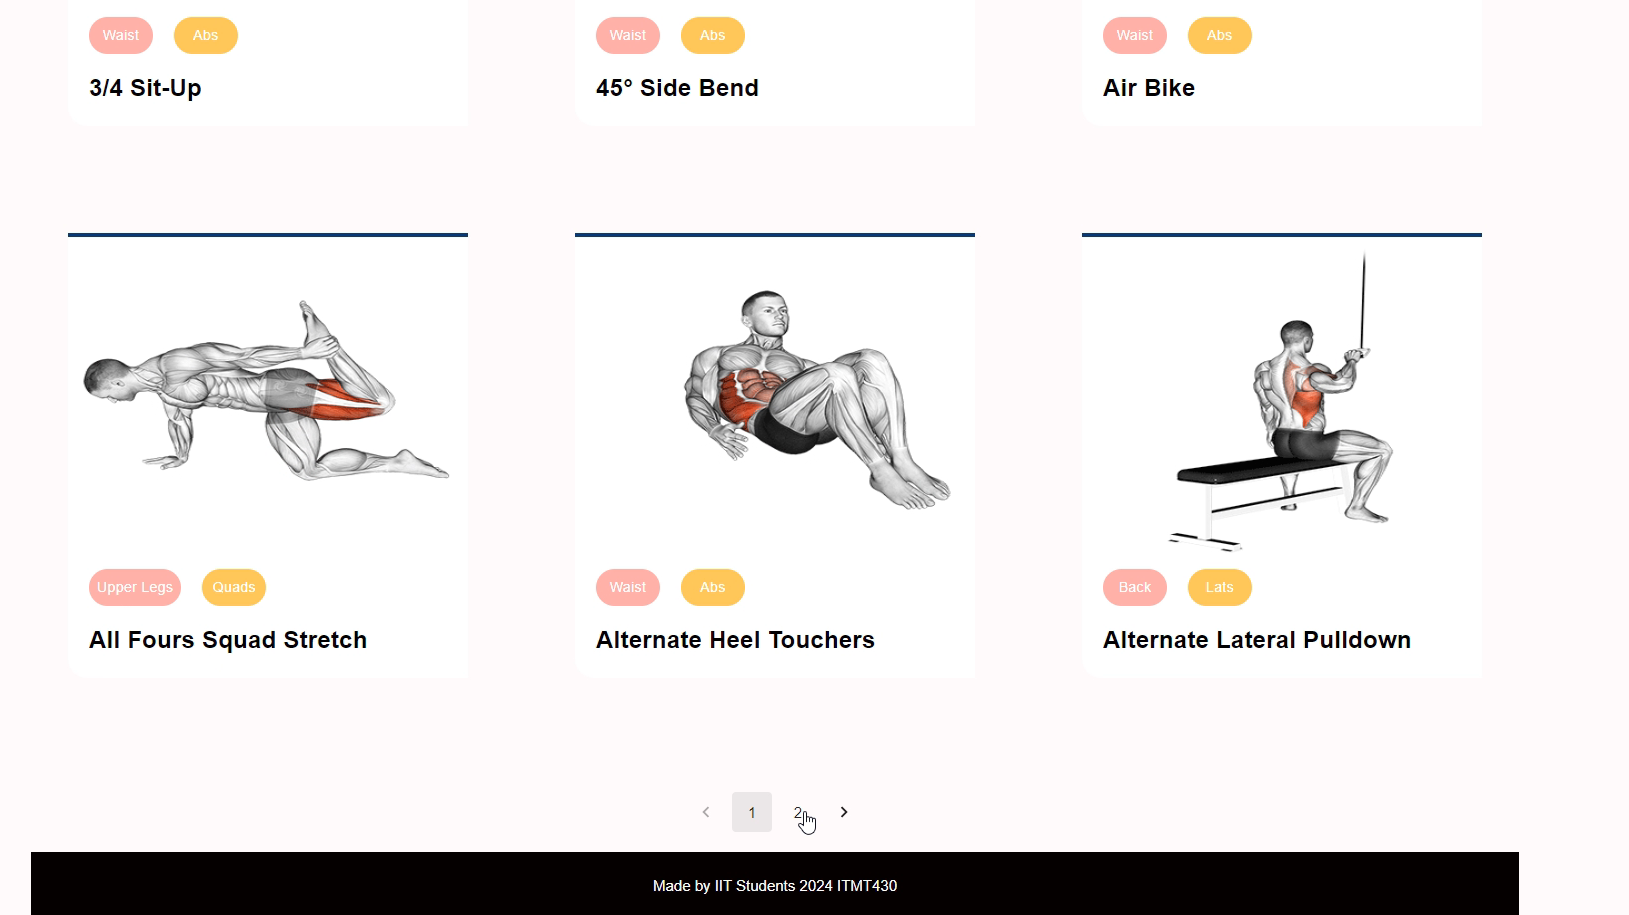 Waist Abs Waist Abs Waist Abs
3/4 Sit-Up 45° Side Bend Air Bike
Upper Legs Quads Waist Abs Back Lats
All Fours Squad Stretch Alternate Heel Touchers Alternate Lateral Pulldown
1 2
Made by IIT Students 2024 ITMT430